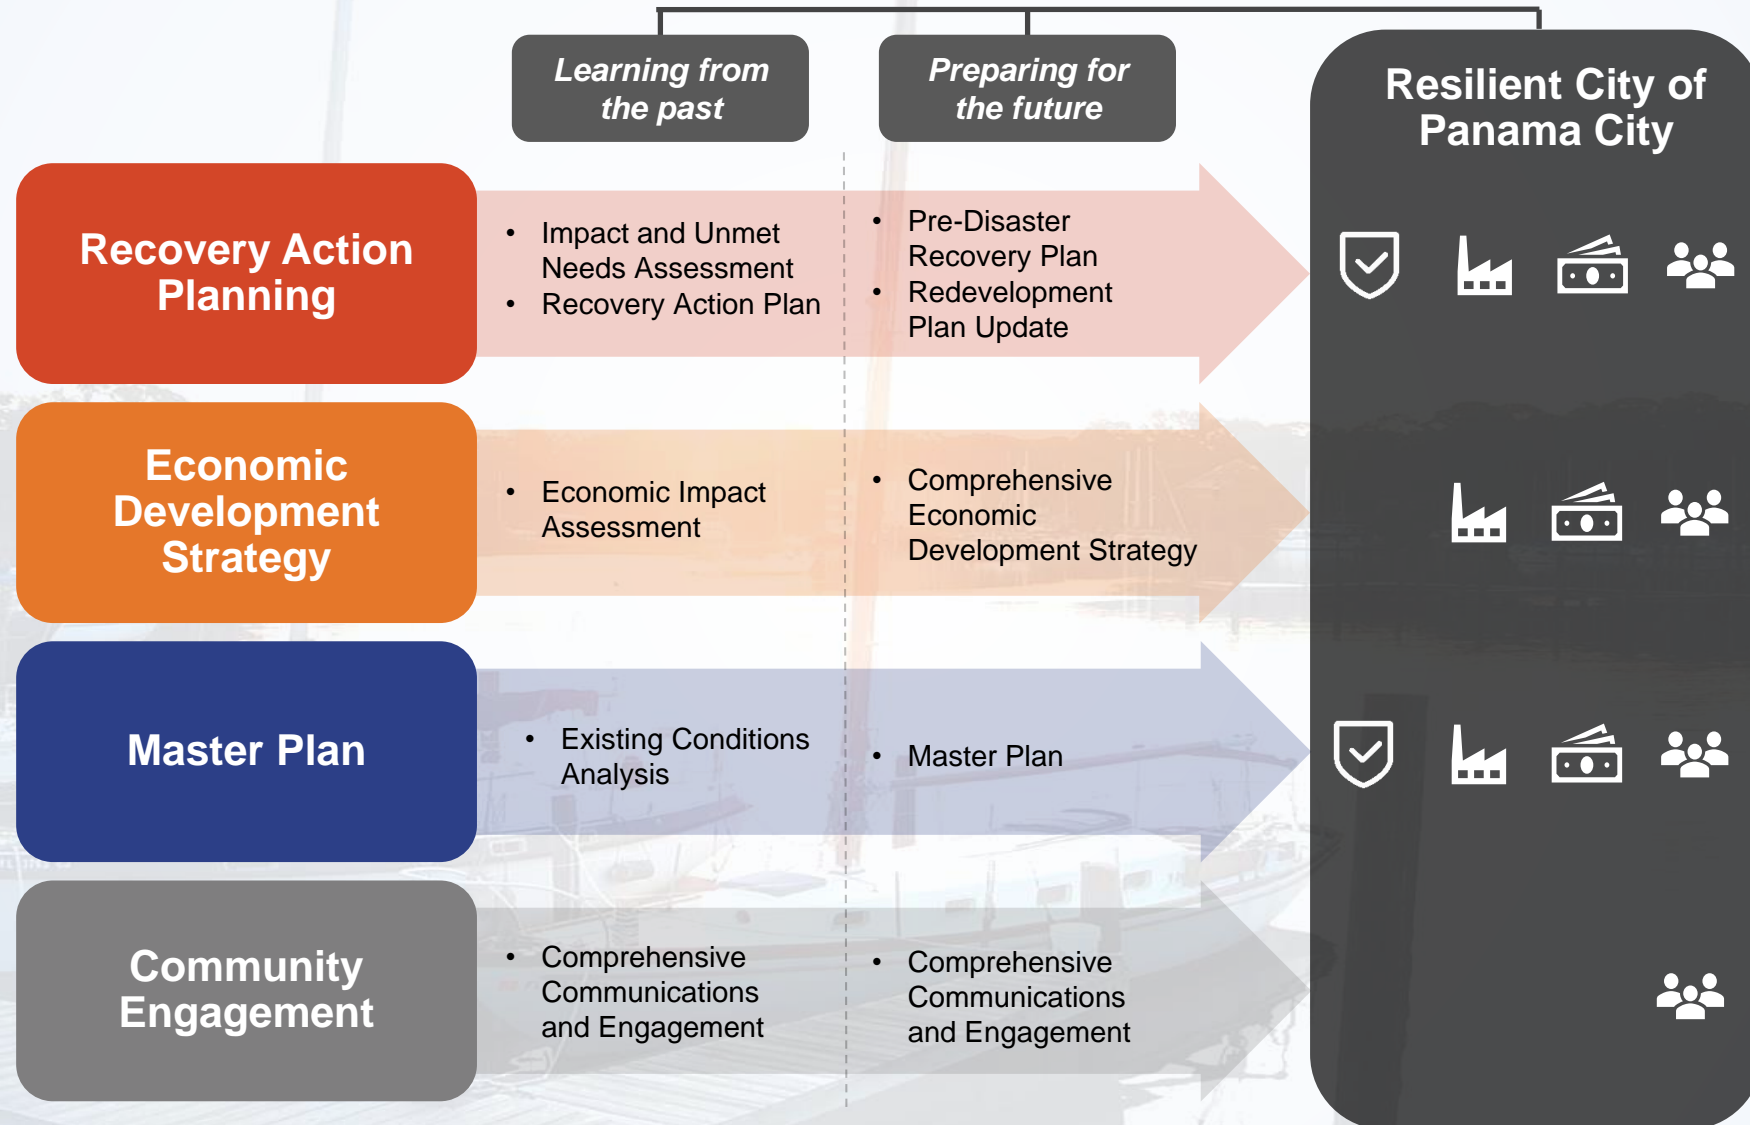 Learning from
the past
Preparing for
the future
Resilient City of
Panama City
Recovery Action
Planning
• Impact and Unmet
Needs Assessment
• Recovery Action Plan
• Pre-Disaster
Recovery Plan
• Redevelopment
Plan Update
Economic
Development
Strategy
• Economic Impact
Assessment
• Comprehensive
Economic
Development Strategy
Master Plan
• Existing Conditions
Analysis
• Master Plan
Community
Engagement
• Comprehensive
Communications
and Engagement
• Comprehensive
Communications
and Engagement